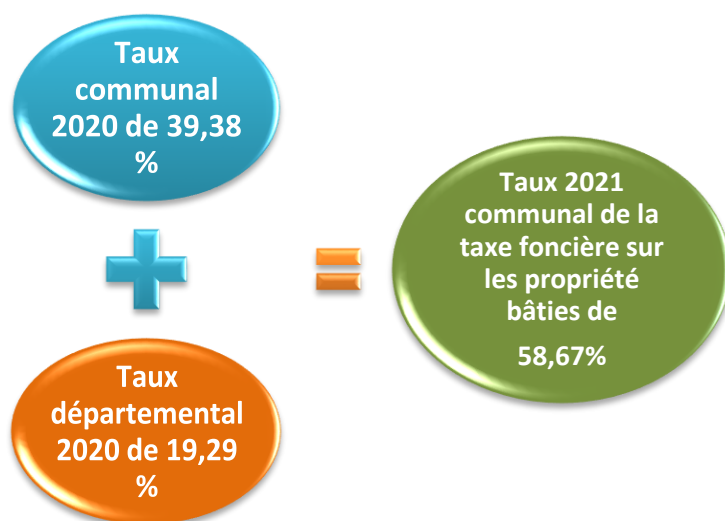 Taux
communal
2020 de 39,38
%
Taux
départemental
2020 de 19,29
%
Taux 2021
communal de la
taxe foncière sur
les propriété
bâties de
58,67%